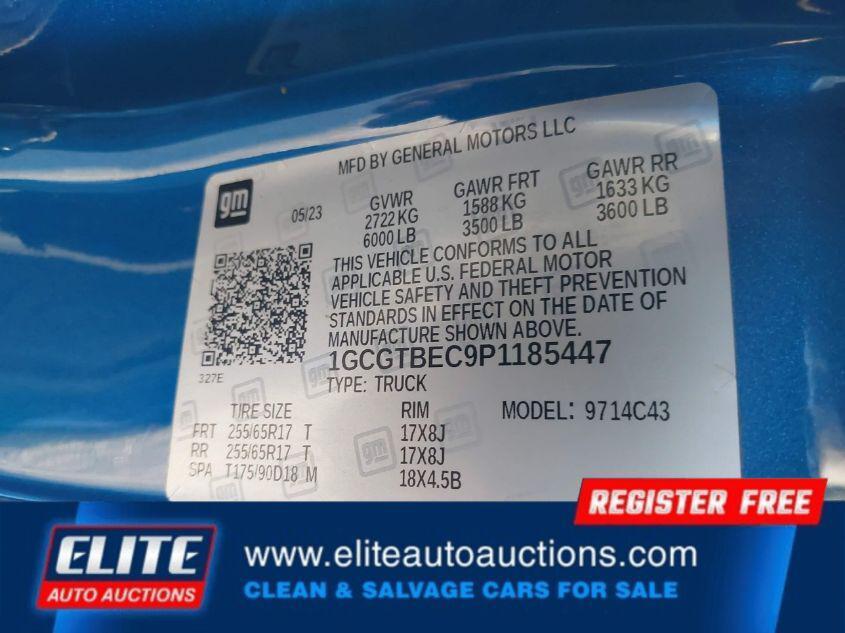 MFD BY GENERAL MOTORS LLC
gm
05/23
GVWR GAWR FRT GAWR RR
2722 KG 1588 KG 1633 KG
6000 LB 3500 LB 3600 LB
THIS VEHICLE CONFORMS TO ALL
APPLICABLE U.S. FEDERAL MOTOR
VEHICLE SAFETY AND THEFT PREVENTION
STANDARDS IN EFFECT ON THE DATE OF
MANUFACTURE SHOWN ABOVE.
327E
1GCGTBEC9P1185447
TYPE: TRUCK
TIRE SIZE RIM MODEL: 9714C43
FRT 255/65R17 T 17X8J
RR 255/65R17 T 17X8J
SPA T175/90D18 M 18X4.5B
REGISTER FREE
ELITE
AUTO AUCTIONS
www.eliteautoauctions.com
CLEAN & SALVAGE CARS FOR SALE